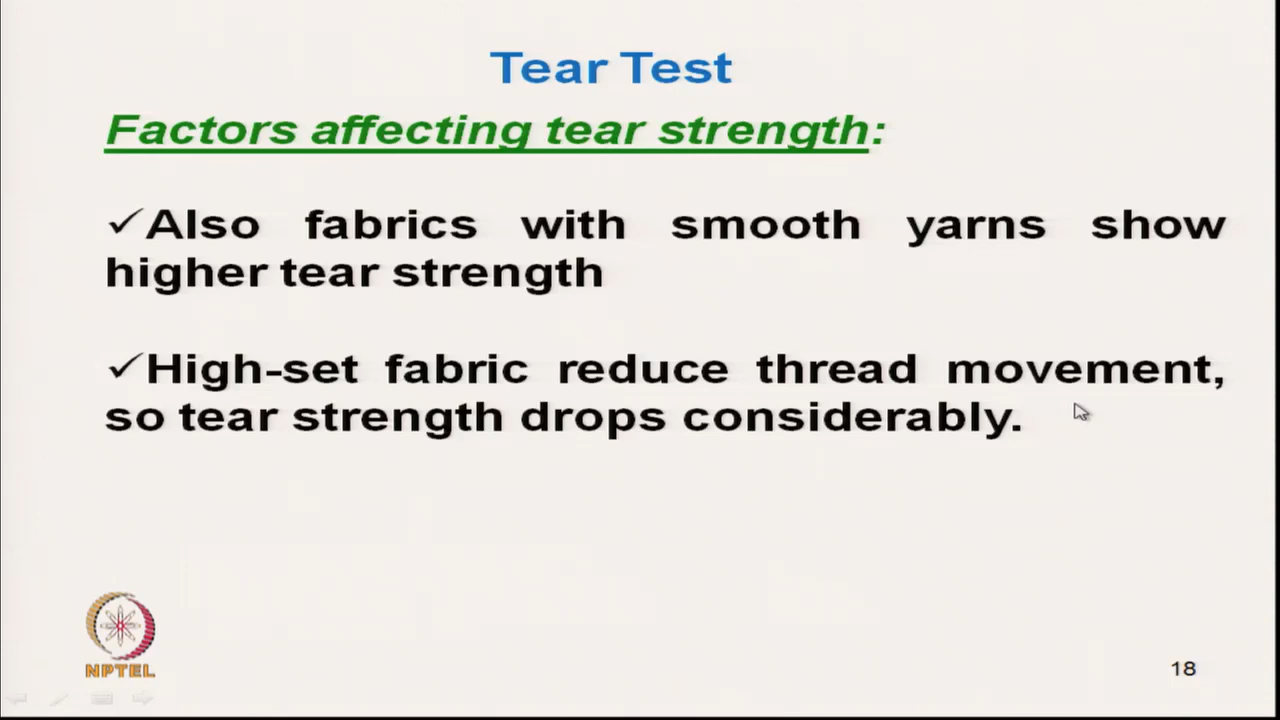 Tear Test
Factors affecting tear strength:
✓Also fabrics with smooth yarns show
higher tear strength
✓High-set fabric reduce thread movement,
so tear strength drops considerably.
NPTEL
18